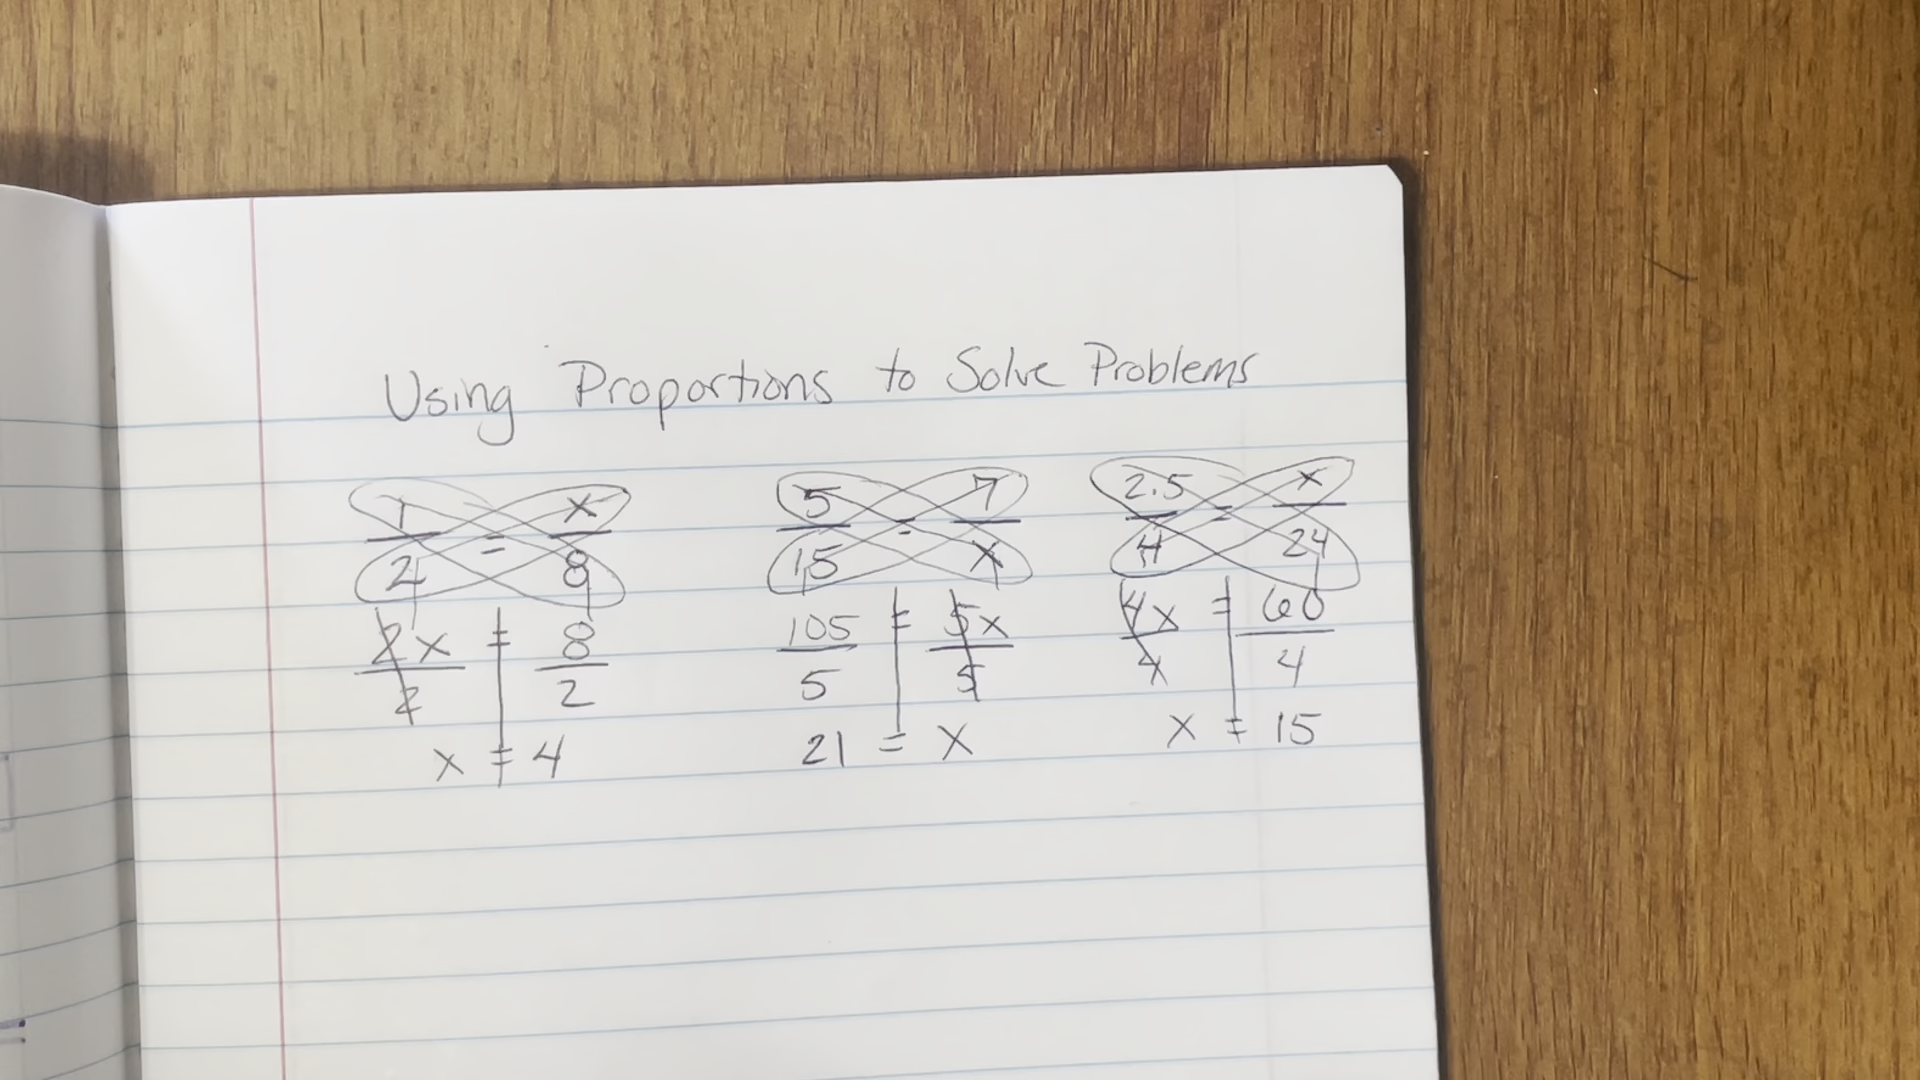 Using Proportions to Solve Problems
1/2 = x/8
2x/2 = 8/2
x = 4
5/15 = 7/x
105/5 = 5x/5
21 = x
2.5/4 = x/24
4x/4 = 60/4
x = 15